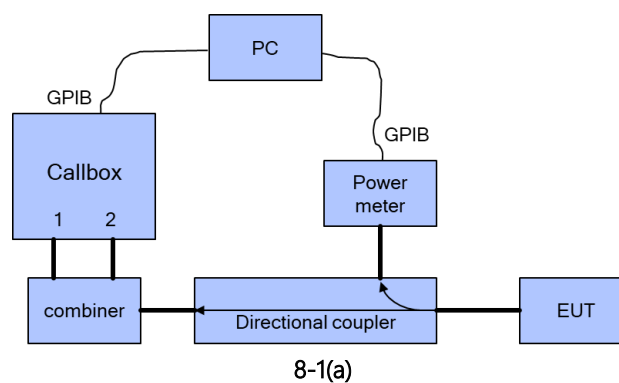 PC
GPIB
GPIB
Callbox
1 2
Power
meter
combiner
Directional coupler
EUT
8-1(a)